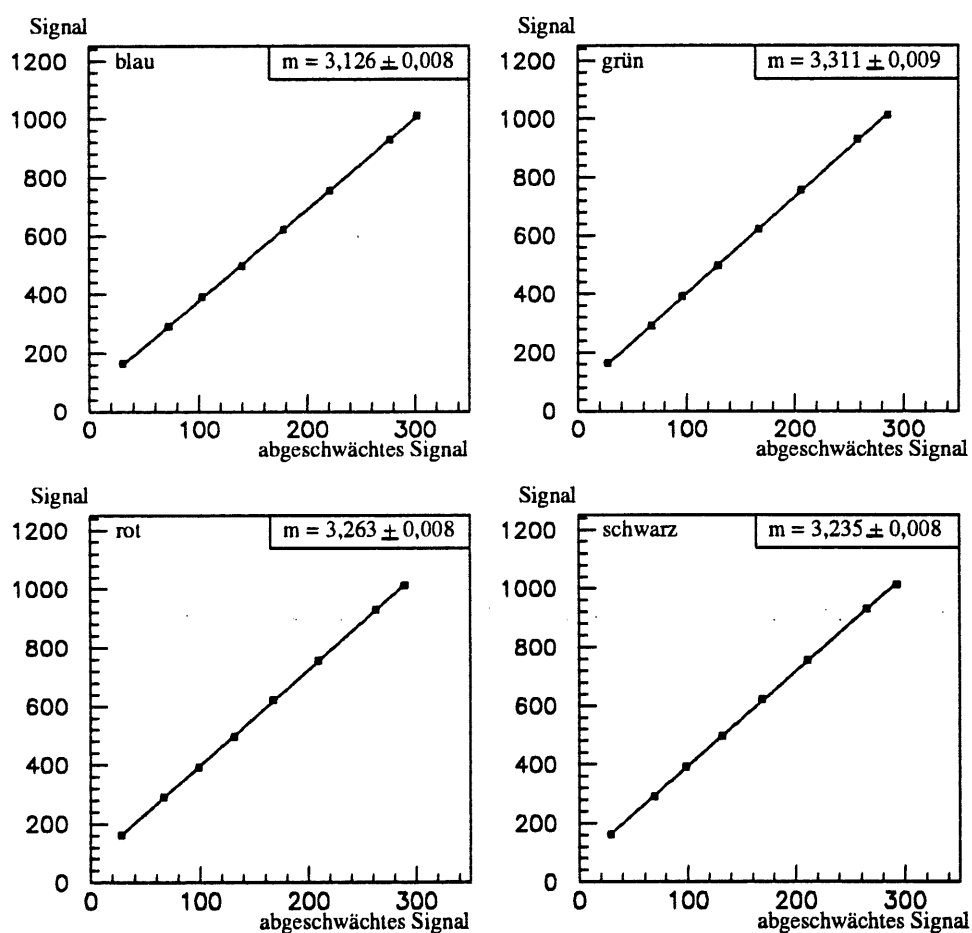 Signal
blau
m = 3,126 ± 0,008
1200
1000
800
600
400
200
0
0 100 200 300
abgeschwächtes Signal
Signal
grün
m = 3,311 ± 0,009
1200
1000
800
600
400
200
0
0 100 200 300
abgeschwächtes Signal
Signal
rot
m = 3,263 ± 0,008
1200
1000
800
600
400
200
0
0 100 200 300
abgeschwächtes Signal
Signal
schwarz
m = 3,235 ± 0,008
1200
1000
800
600
400
200
0
0 100 200 300
abgeschwächtes Signal